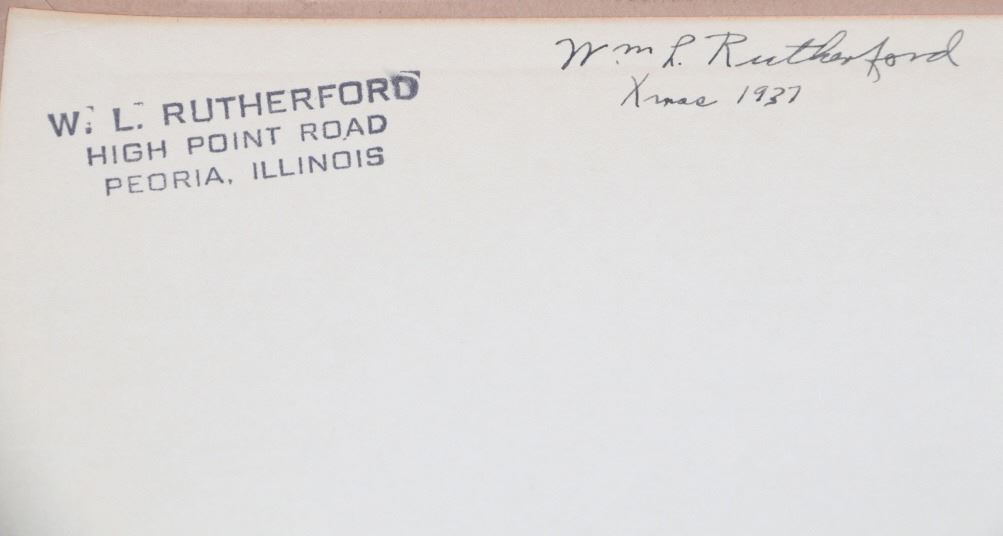 W. L. RUTHERFORD
HIGH POINT ROAD
PEORIA, ILLINOIS
Wm L. Rutherford
Xmas 1937